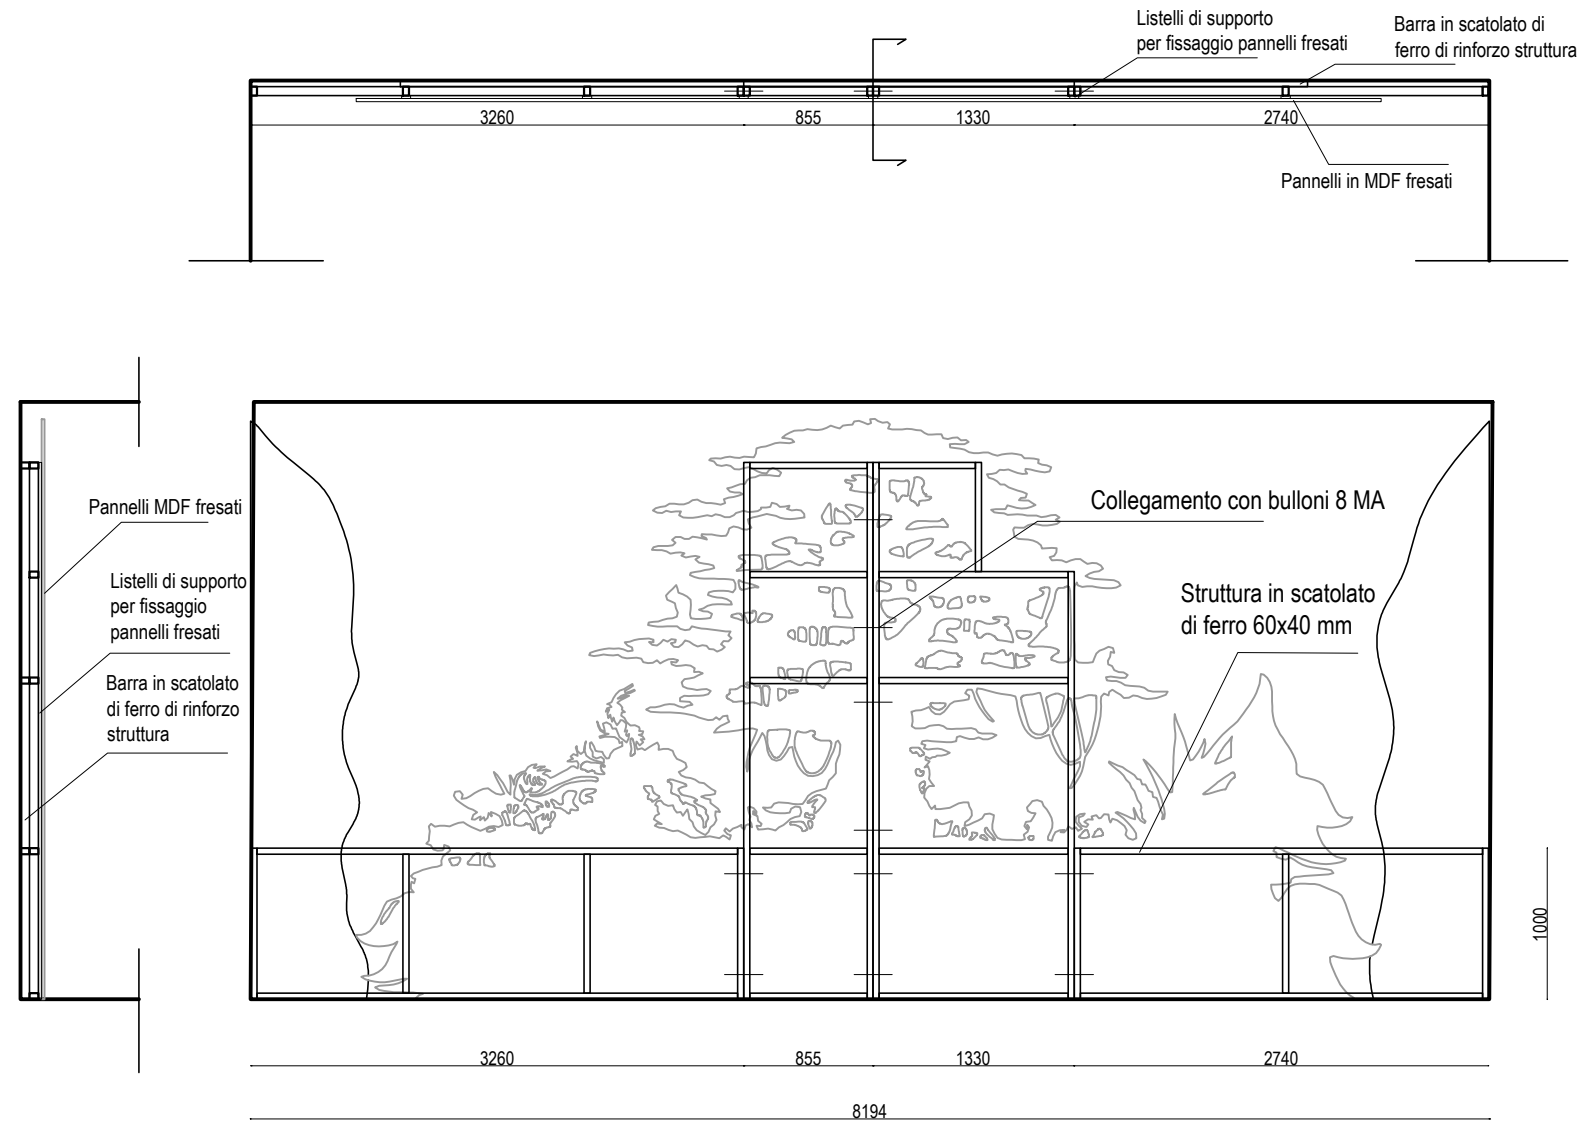 Listelli di supporto
per fissaggio pannelli fresati
Barra in scatolato di
ferro di rinforzo struttura
3260
855
1330
2740
Pannelli in MDF fresati
Pannelli MDF fresati
Listelli di supporto
per fissaggio
pannelli fresati
Barra in scatolato
di ferro di rinforzo
struttura
Collegamento con bulloni 8 MA
Struttura in scatolato
di ferro 60x40 mm
1000
3260
855
1330
2740
8194